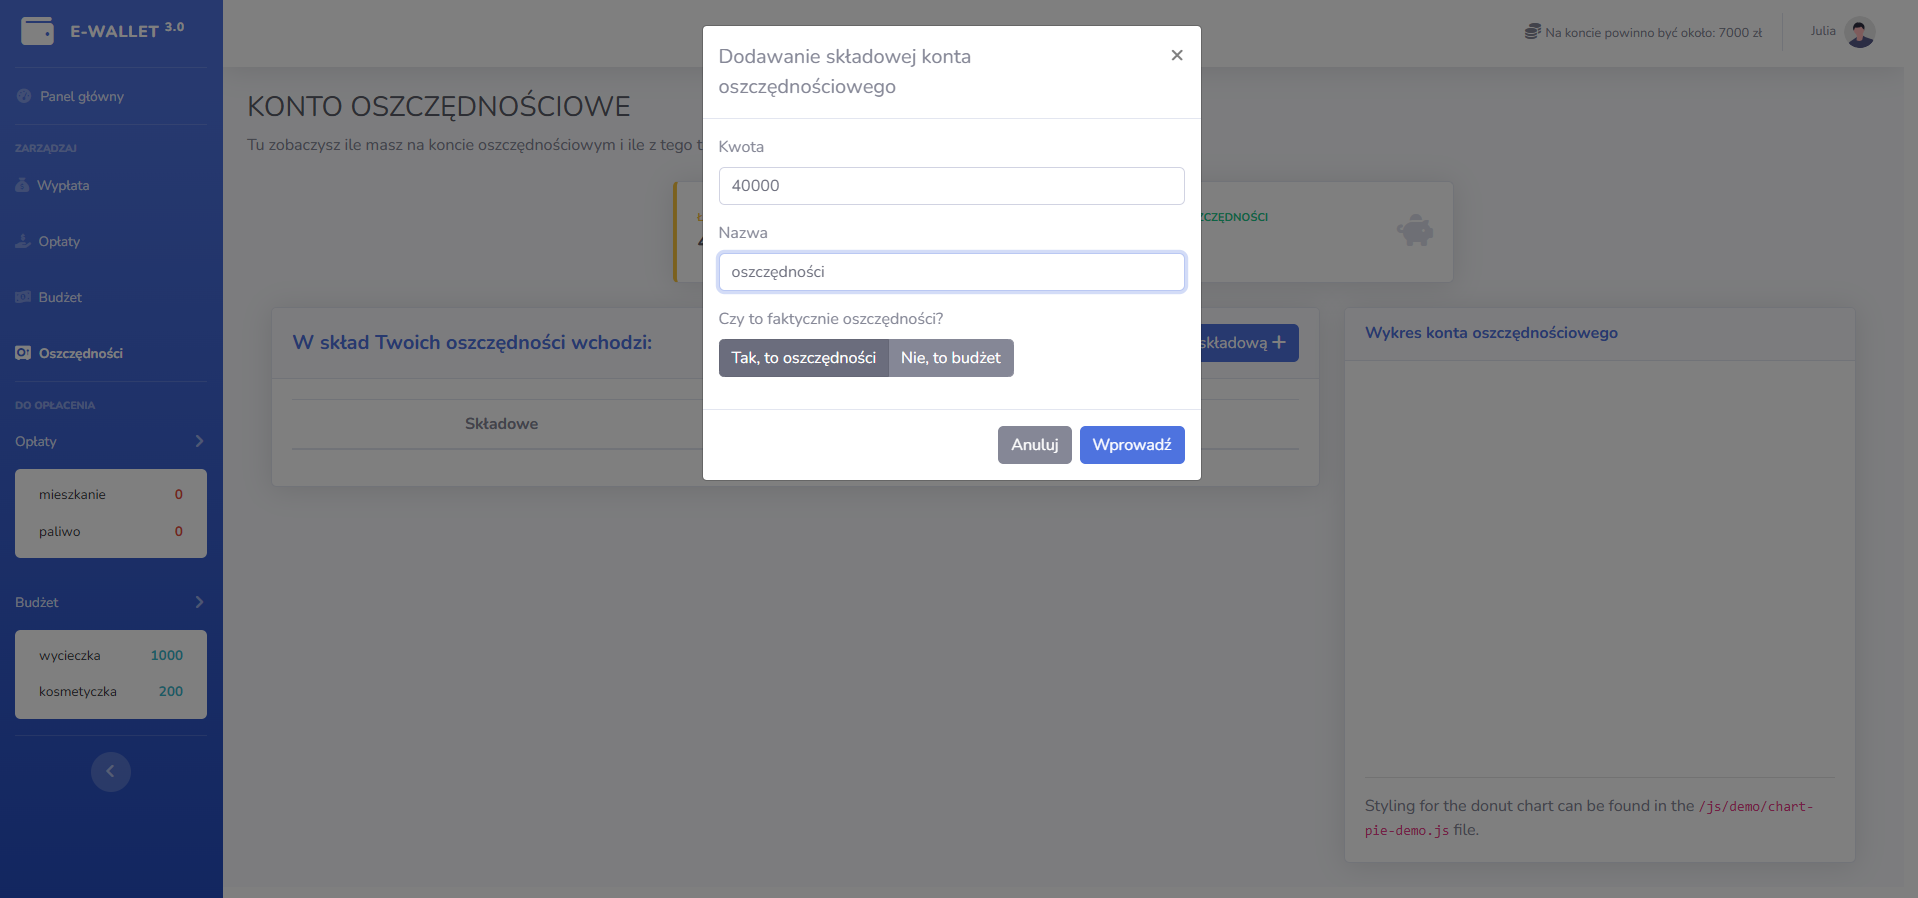 E-WALLET 3.0
Panel główny
ZARZĄDZAJ
Wypłata
Opłaty
Budżet
Oszczędności
DO OPŁACENIA
Opłaty
mieszkanie 0
paliwo 0
Budżet
wycieczka 1000
kosmetyczka 200
Na koncie powinno być około: 7000 zł
Julia
KONTO OSZCZĘDNOŚCIOWE
Tu zobaczysz ile masz na koncie oszczędnościowym i ile z tego
W skład Twoich oszczędności wchodzi:
składową
Składowe
Wykres konta oszczędnościowego
Styling for the donut chart can be found in the /js/demo/chart-
pie-demo.js file.
Dodawanie składowej konta
oszczędnościowego
×
Kwota
40000
Nazwa
oszczędności
Czy to faktycznie oszczędności?
Tak, to oszczędności
Nie, to budżet
Anuluj
Wprowadź